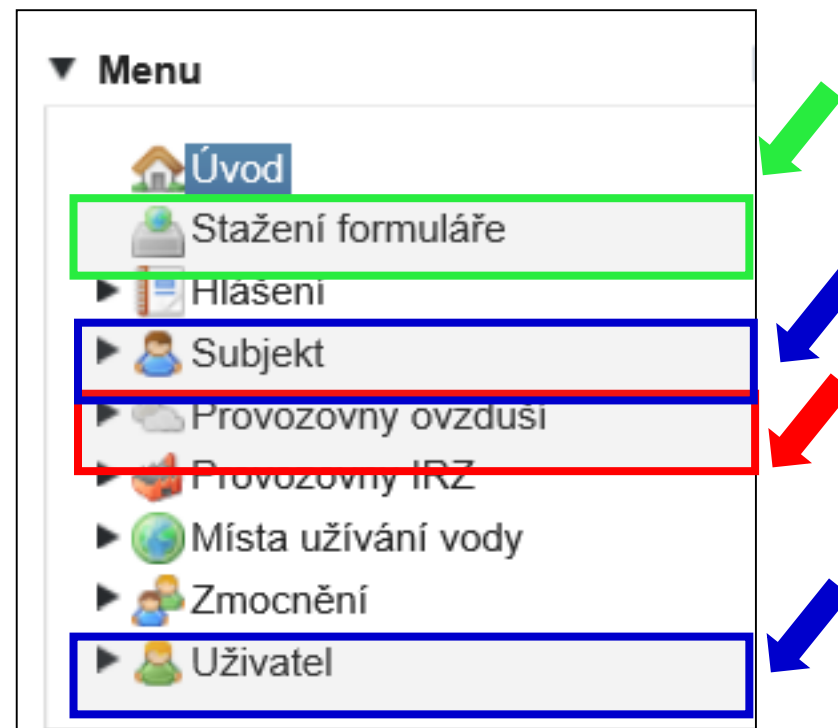 Menu
Úvod
Stažení formuláře
Hlášení
Subjekt
Provozovny ovzduší
Provozovny IRZ
Místa užívání vody
Zmocnění
Uživatel